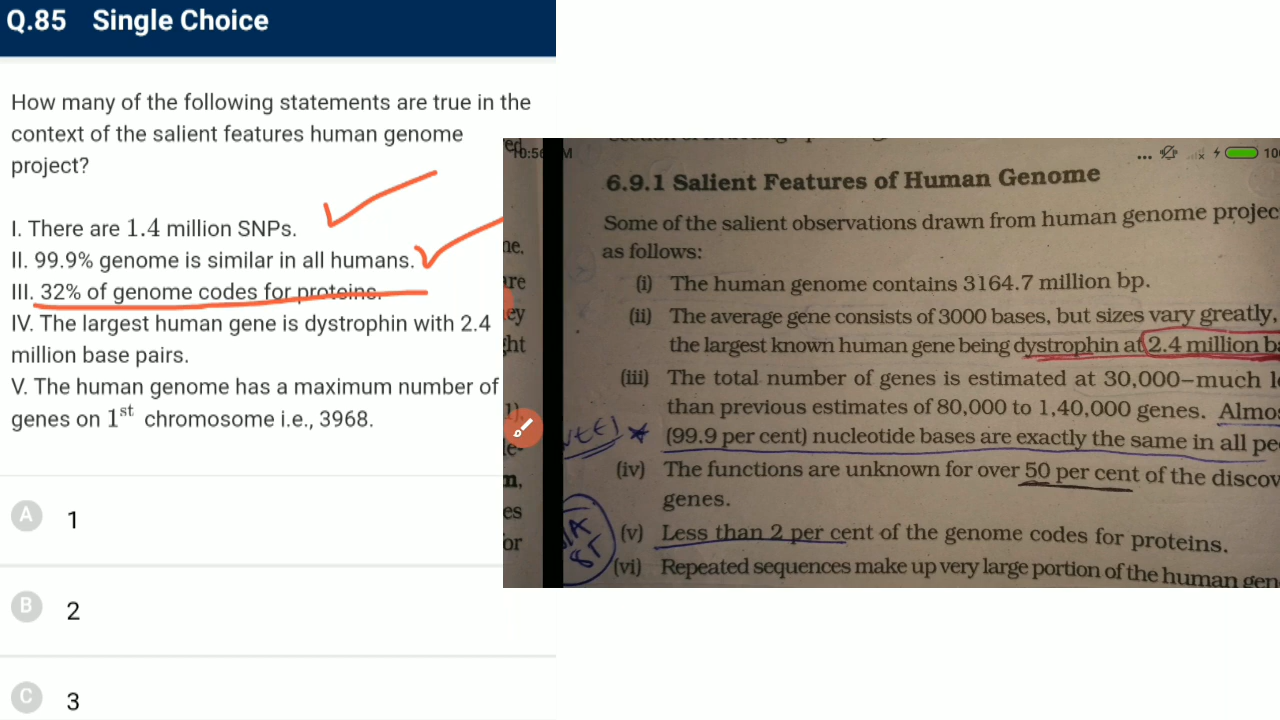 Q.85 Single Choice
How many of the following statements are true in the
context of the salient features human genome
project?
I. There are 1.4 million SNPs.
II. 99.9% genome is similar in all humans.
III. 32% of genome codes for proteins.
IV. The largest human gene is dystrophin with 2.4
million base pairs.
V. The human genome has a maximum number of
genes on 1st chromosome i.e., 3968.
A 1
B 2
C 3
6.9.1 Salient Features of Human Genome
Some of the salient observations drawn from human genome projec
as follows:
(i) The human genome contains 3164.7 million bp.
(ii) The average gene consists of 3000 bases, but sizes vary greatly,
the largest known human gene being dystrophin at 2.4 million ba
(iii) The total number of genes is estimated at 30,000–much l
than previous estimates of 80,000 to 1,40,000 genes. Almos
(99.9 per cent) nucleotide bases are exactly the same in all pe
(iv) The functions are unknown for over 50 per cent of the discov
genes.
(v) Less than 2 per cent of the genome codes for proteins.
(vi) Repeated sequences make up very large portion of the human gen